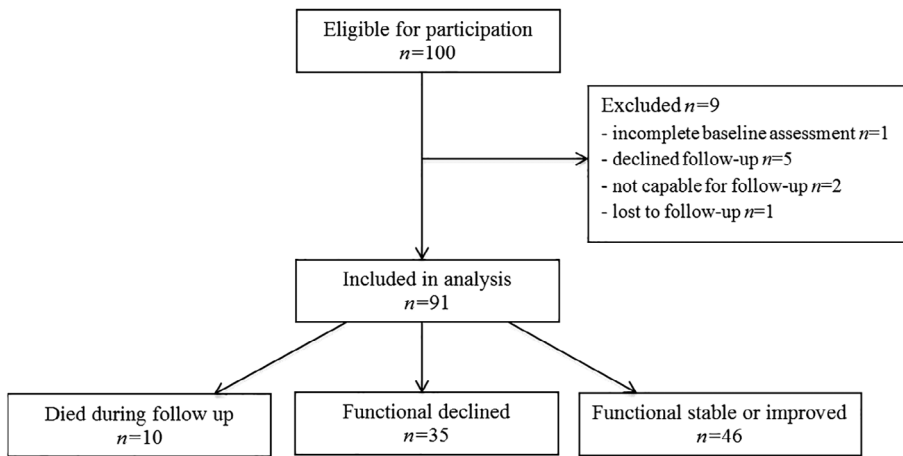 Eligible for participation
n=100
Excluded n=9
- incomplete baseline assessment n=1
- declined follow-up n=5
- not capable for follow-up n=2
- lost to follow-up n=1
Included in analysis
n=91
Died during follow up
n=10
Functional declined
n=35
Functional stable or improved
n=46